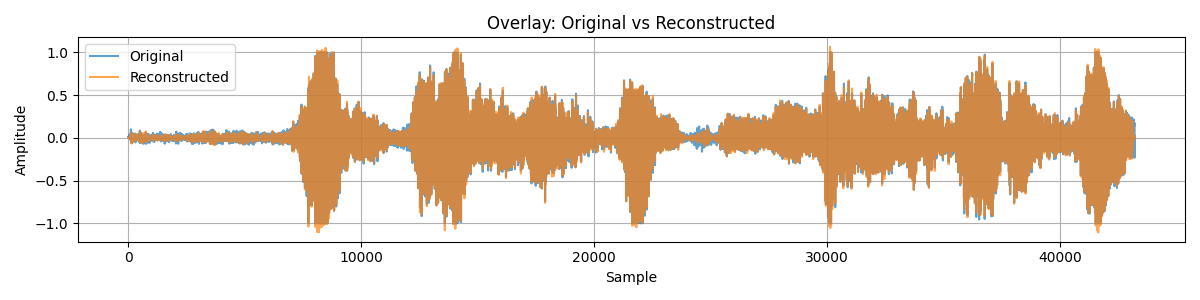 Overlay: Original vs Reconstructed
Original
Reconstructed
1.0
0.5
0.0
−0.5
−1.0
Amplitude
0
10000
20000
30000
40000
Sample